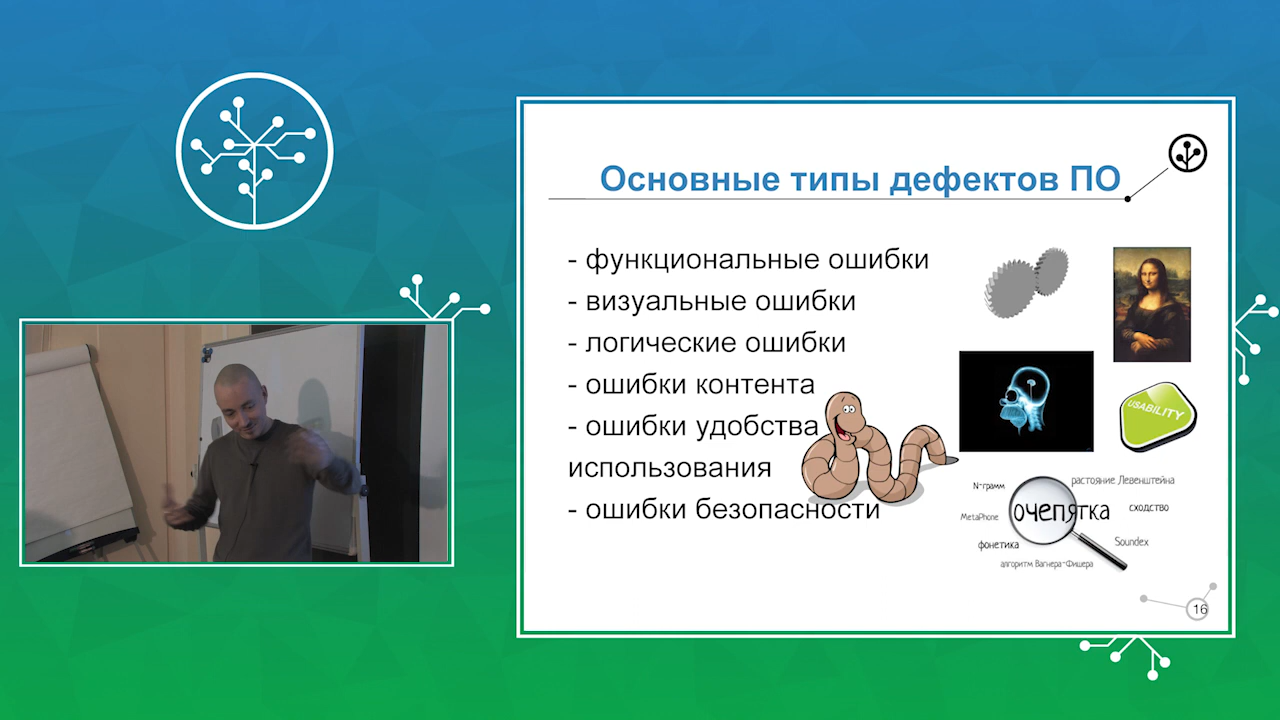 Основные типы дефектов ПО
- функциональные ошибки
- визуальные ошибки
- логические ошибки
- ошибки контента
- ошибки удобства
использования
- ошибки безопасности
USABILITY
N-грамм
растояние Левенштейна
MetaPhone
очепятка
сходство
фонетика
Soundex
алгоритм Вагнера-Фишера
16